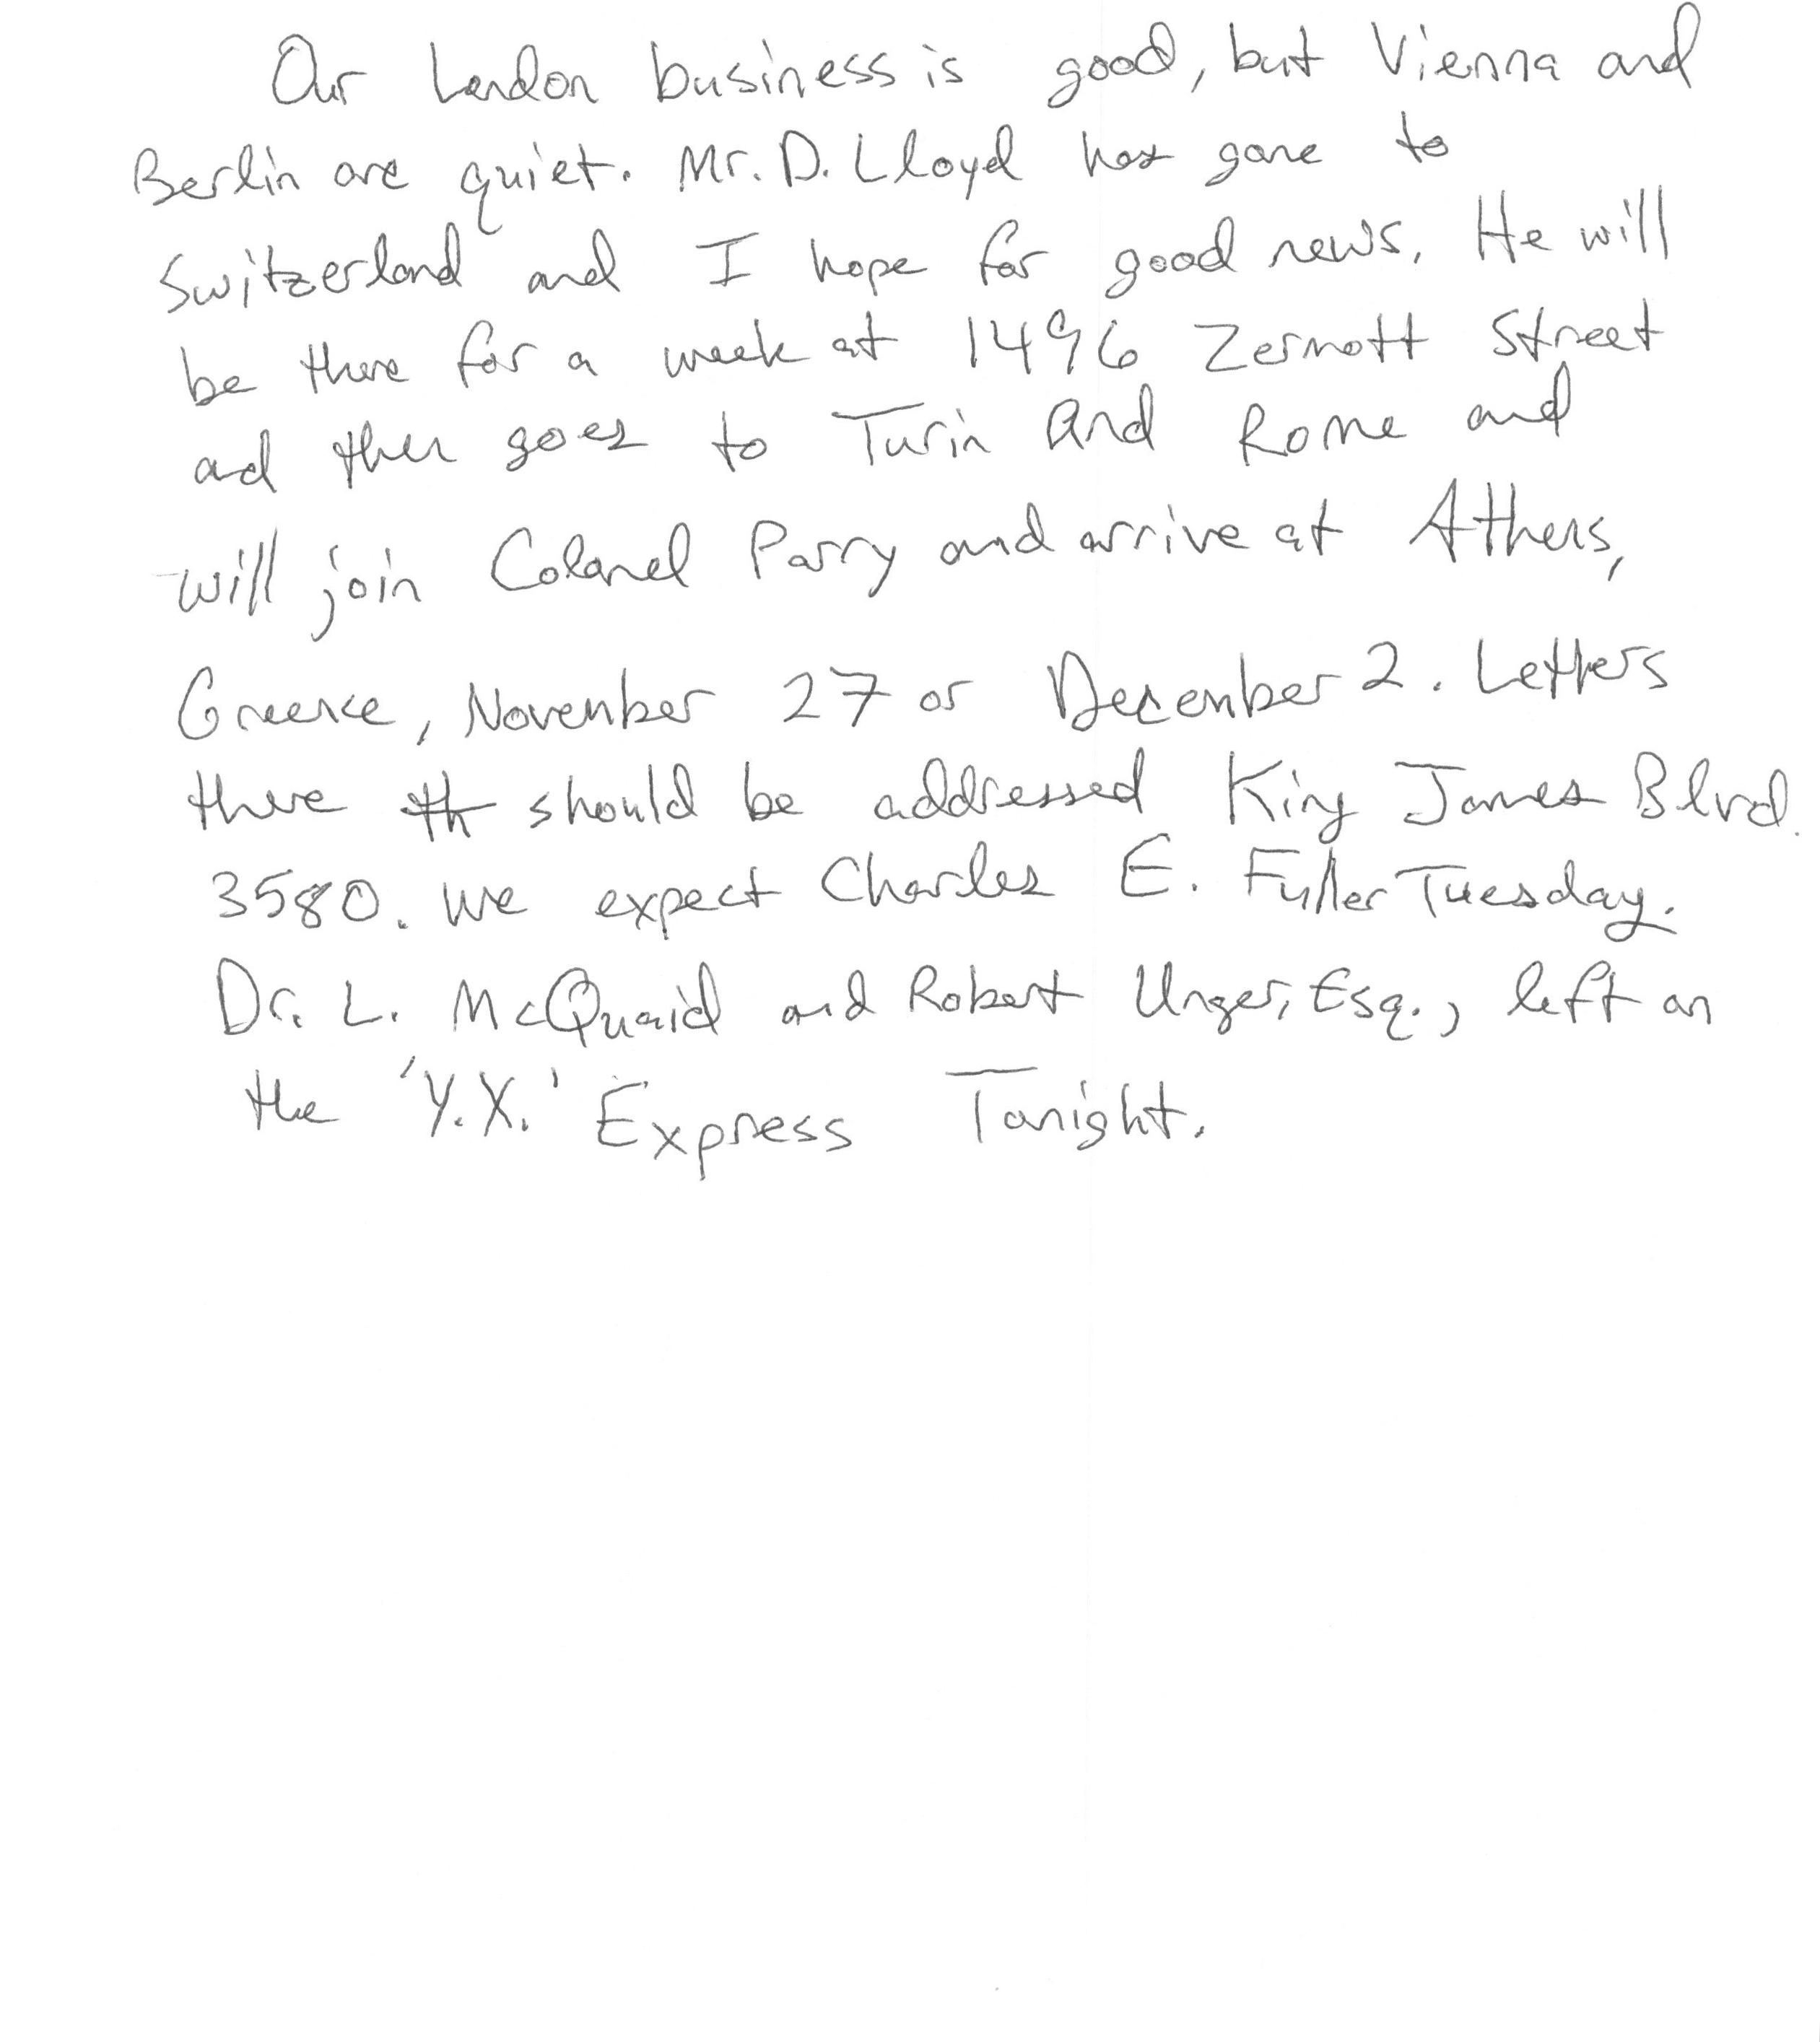 Our London business is good, but Vienna and
Berlin are quiet. Mr. D. Lloyd has gone to
Switzerland and I hope for good news. He will
be there for a week at 1496 Zermott Street
and then goes to Turin and Rome and
will join Colonel Parry and arrive at Athens,
Greece, November 27 or December 2. Letters
there th should be addressed King James Blvd.
3580. We expect Charles E. Fuller Tuesday.
Dr. L. McQuaid and Robert Unger, Esq., left on
the 'Y.X.' Express Tonight.